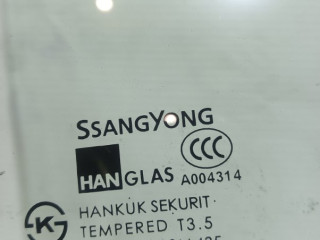 SSANGYONG
CCC
HANGLAS A004314
K HANKUK SEKURIT
TEMPERED T3.5